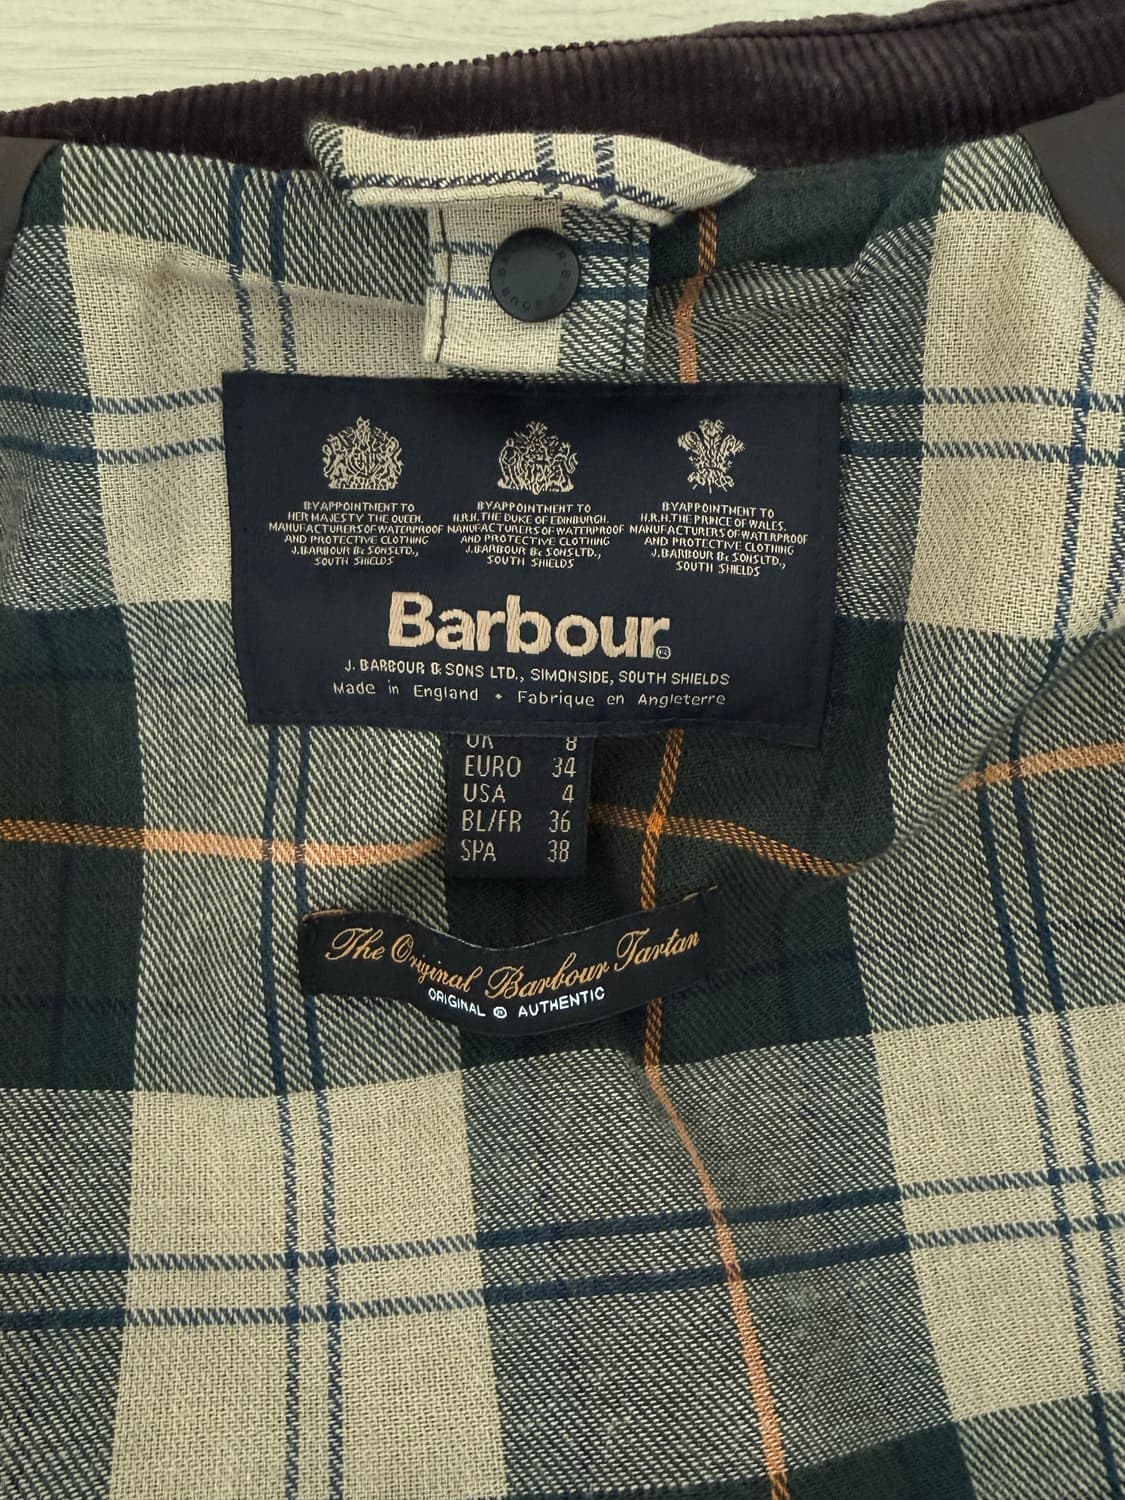 BARBOUR
BY APPOINTMENT TO
HER MAJESTY THE QUEEN.
MANUFACTURERS OF WATERPROOF
AND PROTECTIVE CLOTHING
J.BARBOUR & SONS LTD.,
SOUTH SHIELDS
BY APPOINTMENT TO
H.R.H. THE DUKE OF EDINBURGH.
MANUFACTURERS OF WATERPROOF
AND PROTECTIVE CLOTHING
J.BARBOUR & SONS LTD.,
SOUTH SHIELDS
BY APPOINTMENT TO
H.R.H. THE PRINCE OF WALES.
MANUFACTURERS OF WATERPROOF
AND PROTECTIVE CLOTHING
J.BARBOUR & SONS LTD.,
SOUTH SHIELDS
Barbour®
J. BARBOUR & SONS LTD., SIMONSIDE, SOUTH SHIELDS
Made in England • Fabrique en Angleterre
UK 8
EURO 34
USA 4
BL/FR 36
SPA 38
The Original Barbour Tartan
ORIGINAL ® AUTHENTIC